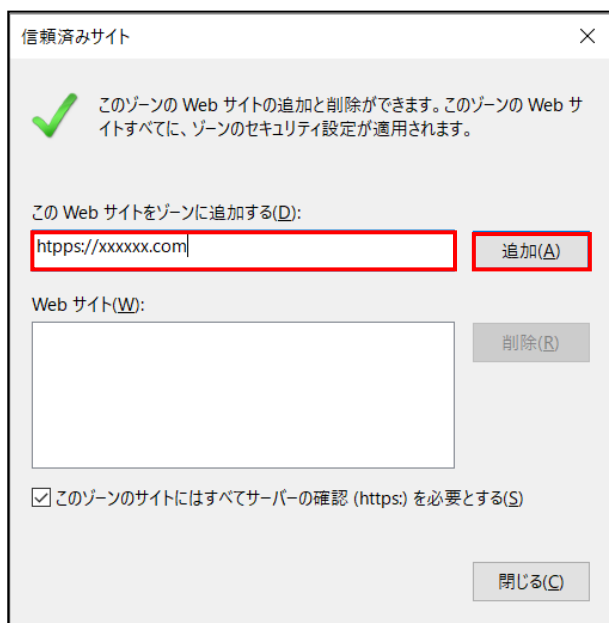 信頼済みサイト
このゾーンの Web サイトの追加と削除ができます。このゾーンの Web サ
イトすべてに、ゾーンのセキュリティ設定が適用されます。
この Web サイトをゾーンに追加する(D):
htpps://xxxxxx.com
追加(A)
Web サイト(W):
削除(R)
このゾーンのサイトにはすべてサーバーの確認 (https:) を必要とする(S)
閉じる(C)